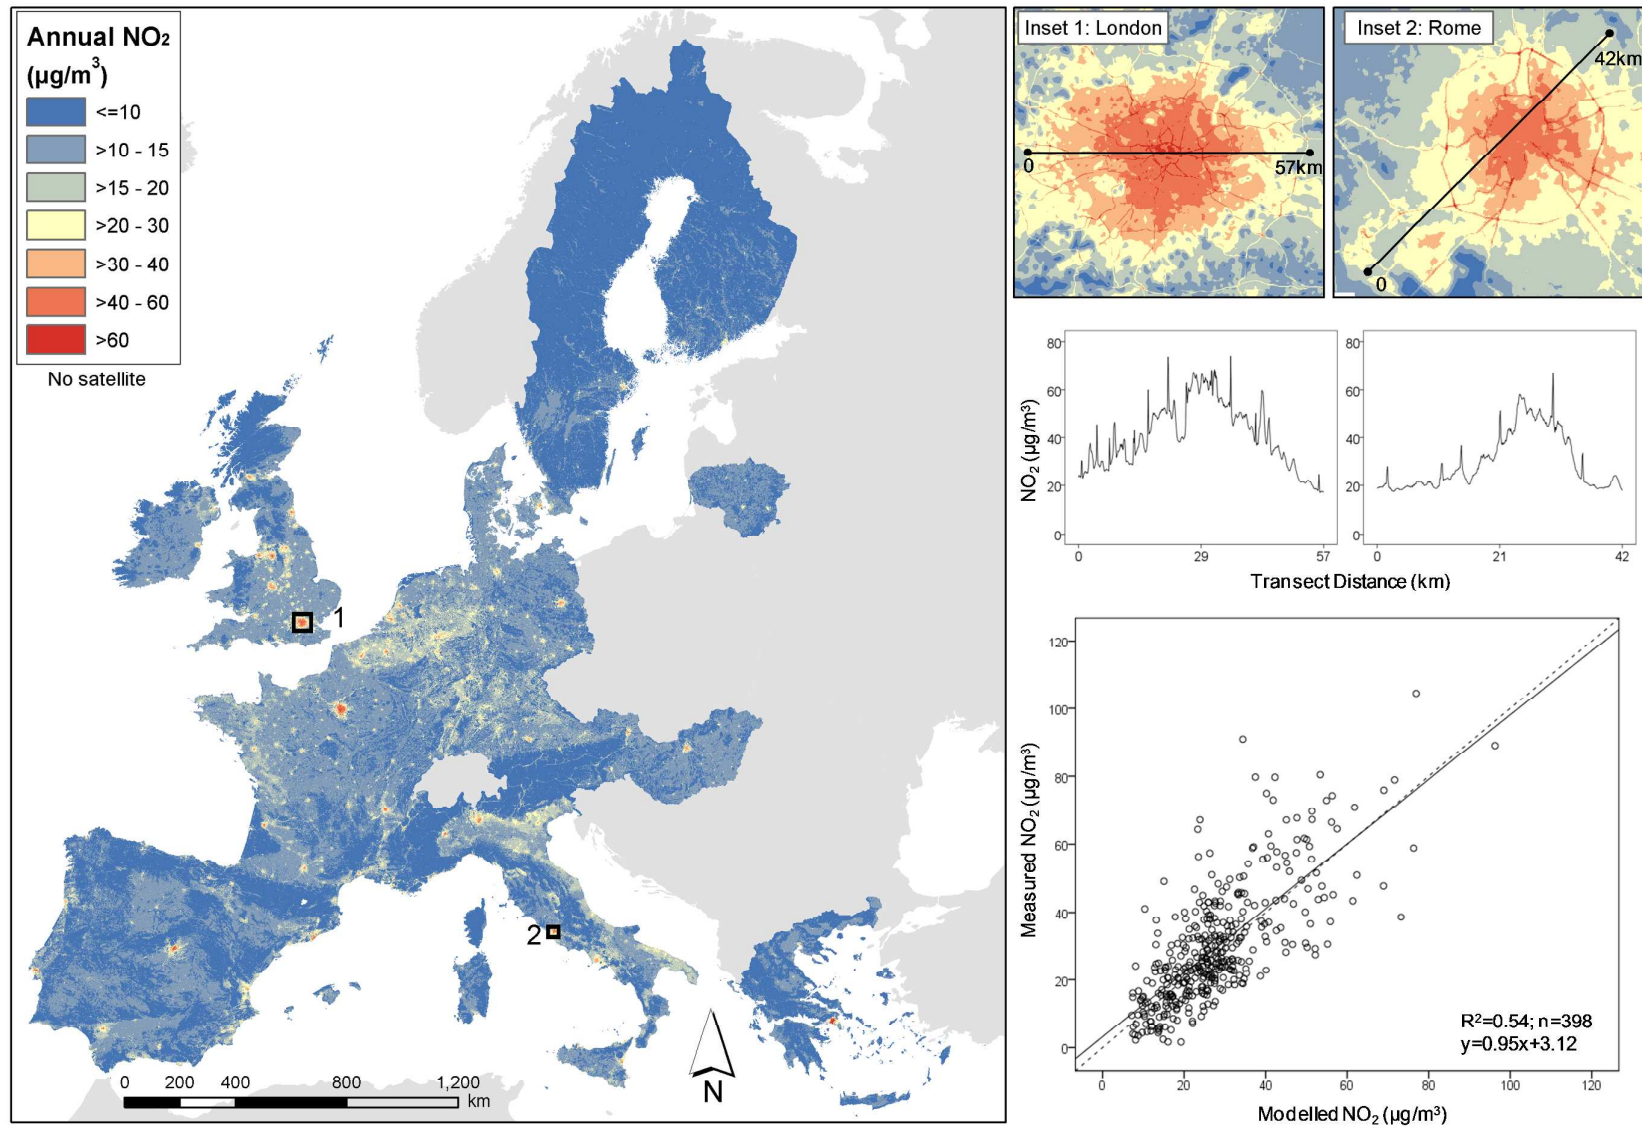 Annual NO₂
(µg/m³)
<=10
>10 - 15
>15 - 20
>20 - 30
>30 - 40
>40 - 60
>60
No satellite
1
2
0 200 400 800 1,200
km
N
Inset 1: London
0
57km
Inset 2: Rome
42km
0
NO₂ (µg/m³)
80
60
40
20
0
0 29 57
80
60
40
20
0
0 21 42
Transect Distance (km)
Measured NO₂ (µg/m³)
120
100
80
60
40
20
0
R²=0.54; n=398
y=0.95x+3.12
0 20 40 60 80 100 120
Modelled NO₂ (µg/m³)